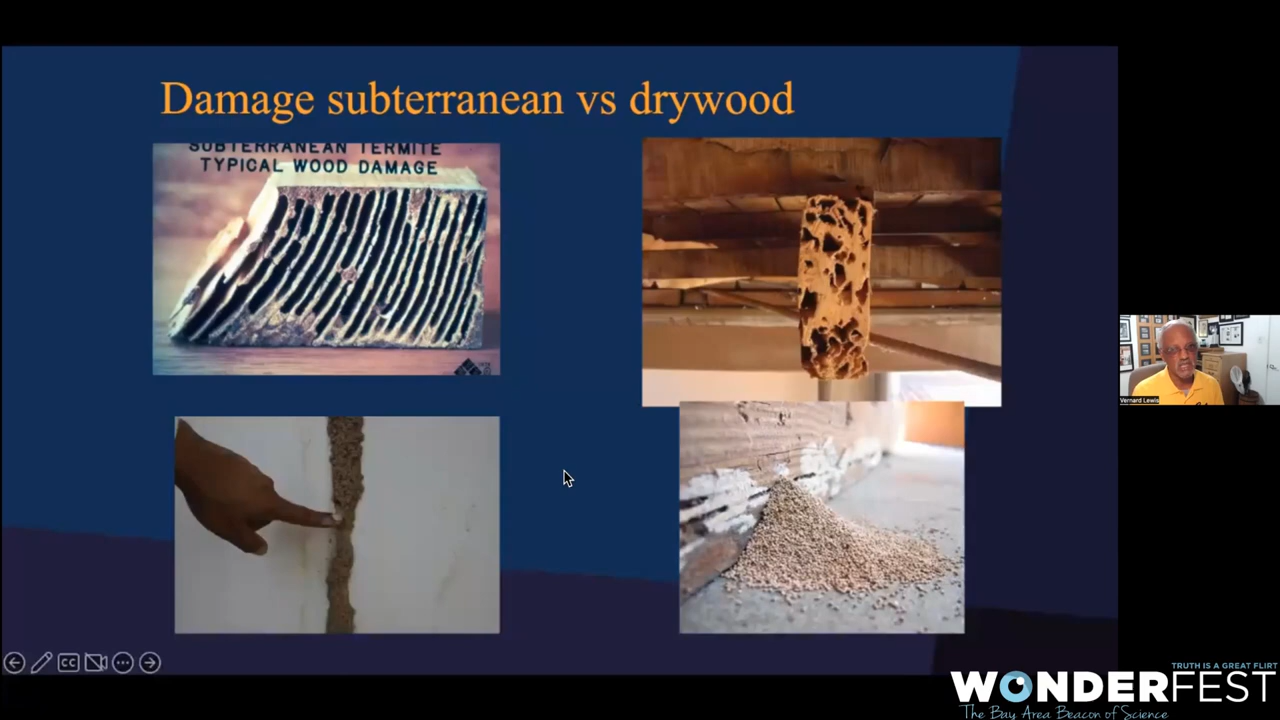 Damage subterranean vs drywood
SUBTERRANEAN TERMITE
TYPICAL WOOD DAMAGE
Vernard Lewis
CC
TRUTH IS A GREAT FLIRT
WONDERFEST
The Bay Area Beacon of Science